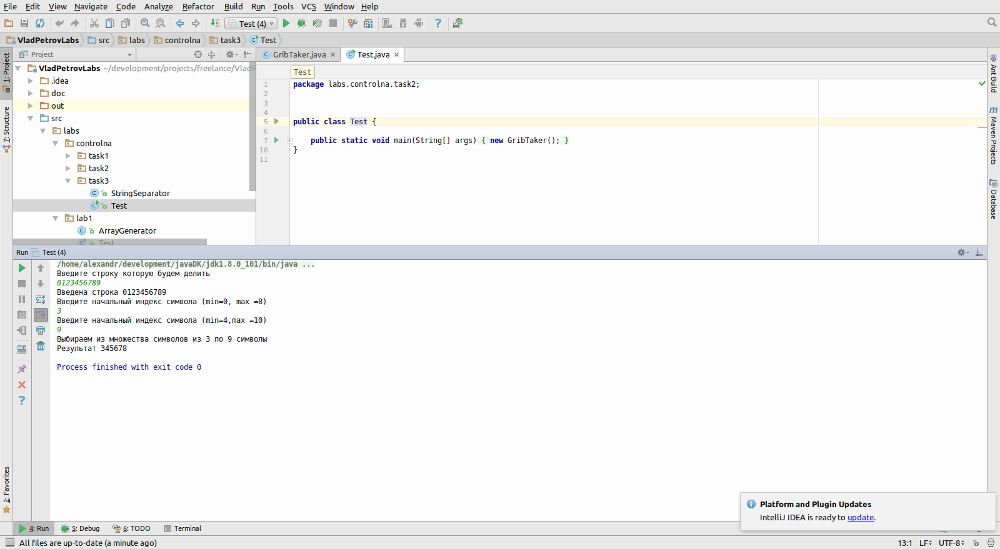 File Edit View Navigate Code Analyze Refactor Build Run Tools VCS Window Help
Test (4)
VladPetrovLabs src labs controlna task3 Test
1: Project
7: Structure
2: Favorites
Project
VladPetrovLabs ~/development/projects/freelance/VladP
.idea
doc
out
src
labs
controlna
task1
task2
task3
StringSeparator
Test
lab1
ArrayGenerator
Test
GribTaker.java Test.java
Test
1 package labs.controlna.task2;
2
3
4
5 public class Test {
6
7 public static void main(String[] args) { new GribTaker(); }
10 }
11
Ant Build
m Maven Projects
Database
Run Test (4)
/home/alexandr/development/javaDK/jdk1.8.0_101/bin/java ...
Введите строку которую будем делить
0123456789
Введена строка 0123456789
Введите начальный индекс символа (min=0, max =8)
3
Введите начальный индекс символа (min=4,max =10)
9
Выбираем из множества символов из 3 по 9 символы
Результат 345678
Process finished with exit code 0
Platform and Plugin Updates
IntelliJ IDEA is ready to update.
4: Run 5: Debug 6: TODO Terminal
All files are up-to-date (a minute ago)
13:1 LF UTF-8